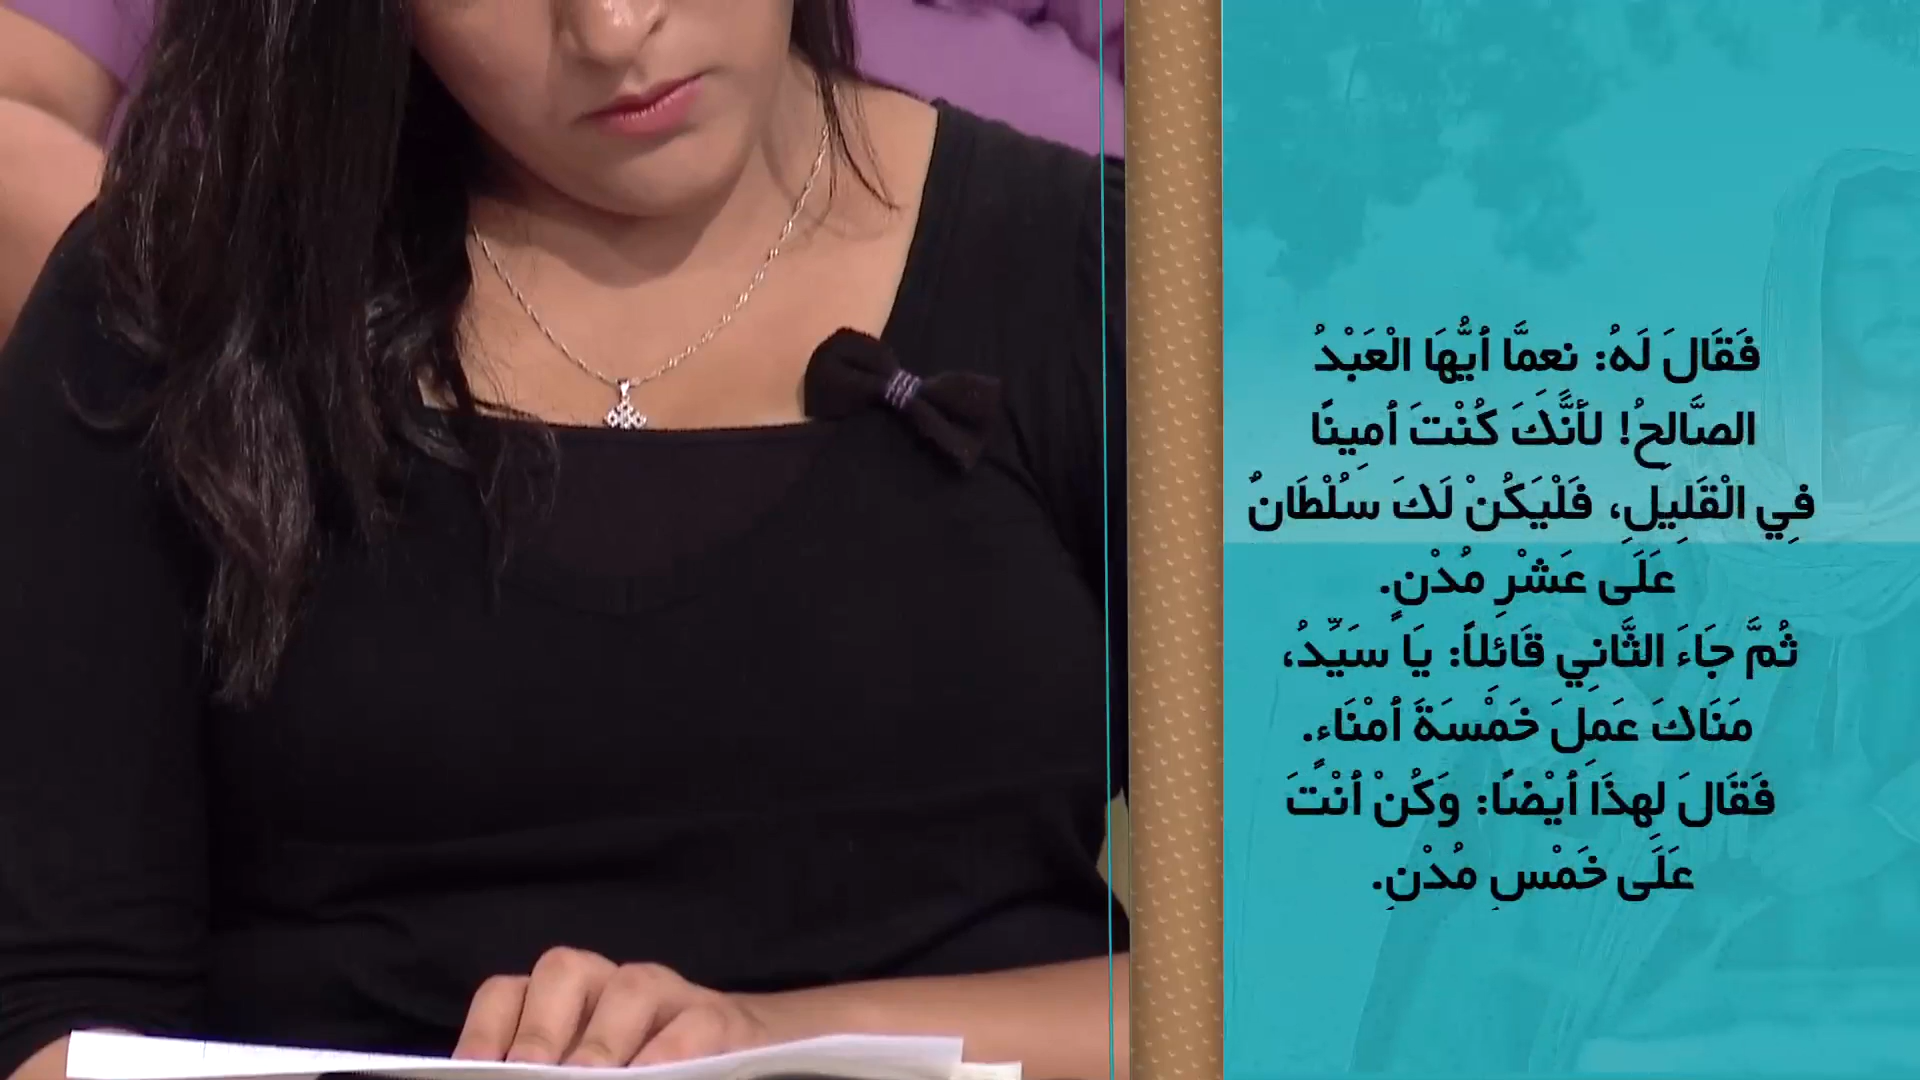 فَقَالَ لَهُ: نعمَّا أَيُّهَا الْعَبْدُ
الصَّالِحُ! لأَنَّكَ كُنْتَ أَمِينًا
فِي الْقَلِيلِ، فَلْيَكُنْ لَكَ سُلْطَانٌ
عَلَى عَشْرِ مُدْنٍ.
ثُمَّ جَاءَ الثَّانِي قَائِلاً: يَا سَيِّدُ،
مَنَاكَ عَمِلَ خَمْسَةَ أَمْنَاءٍ.
فَقَالَ لِهذَا أَيْضًا: وَكُنْ أَنْتَ
عَلَى خَمْسِ مُدْنٍ.